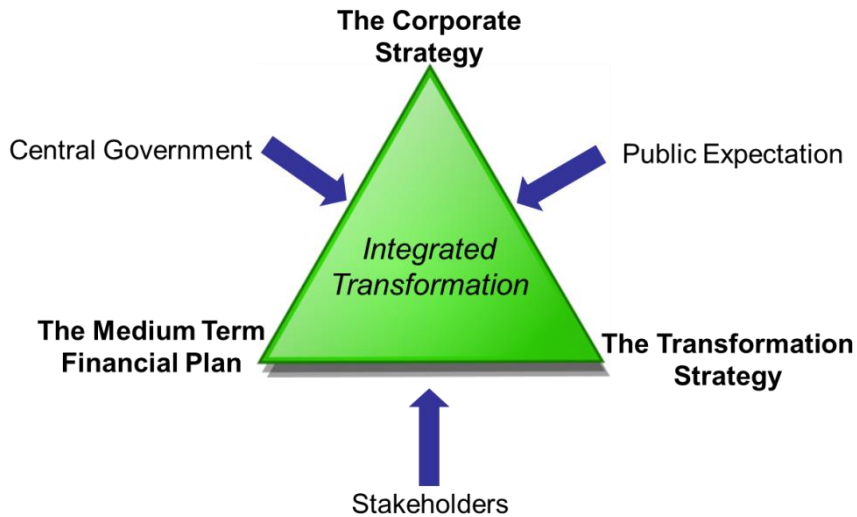 The Corporate
Strategy
Central Government
Public Expectation
Integrated
Transformation
The Medium Term
Financial Plan
The Transformation
Strategy
Stakeholders